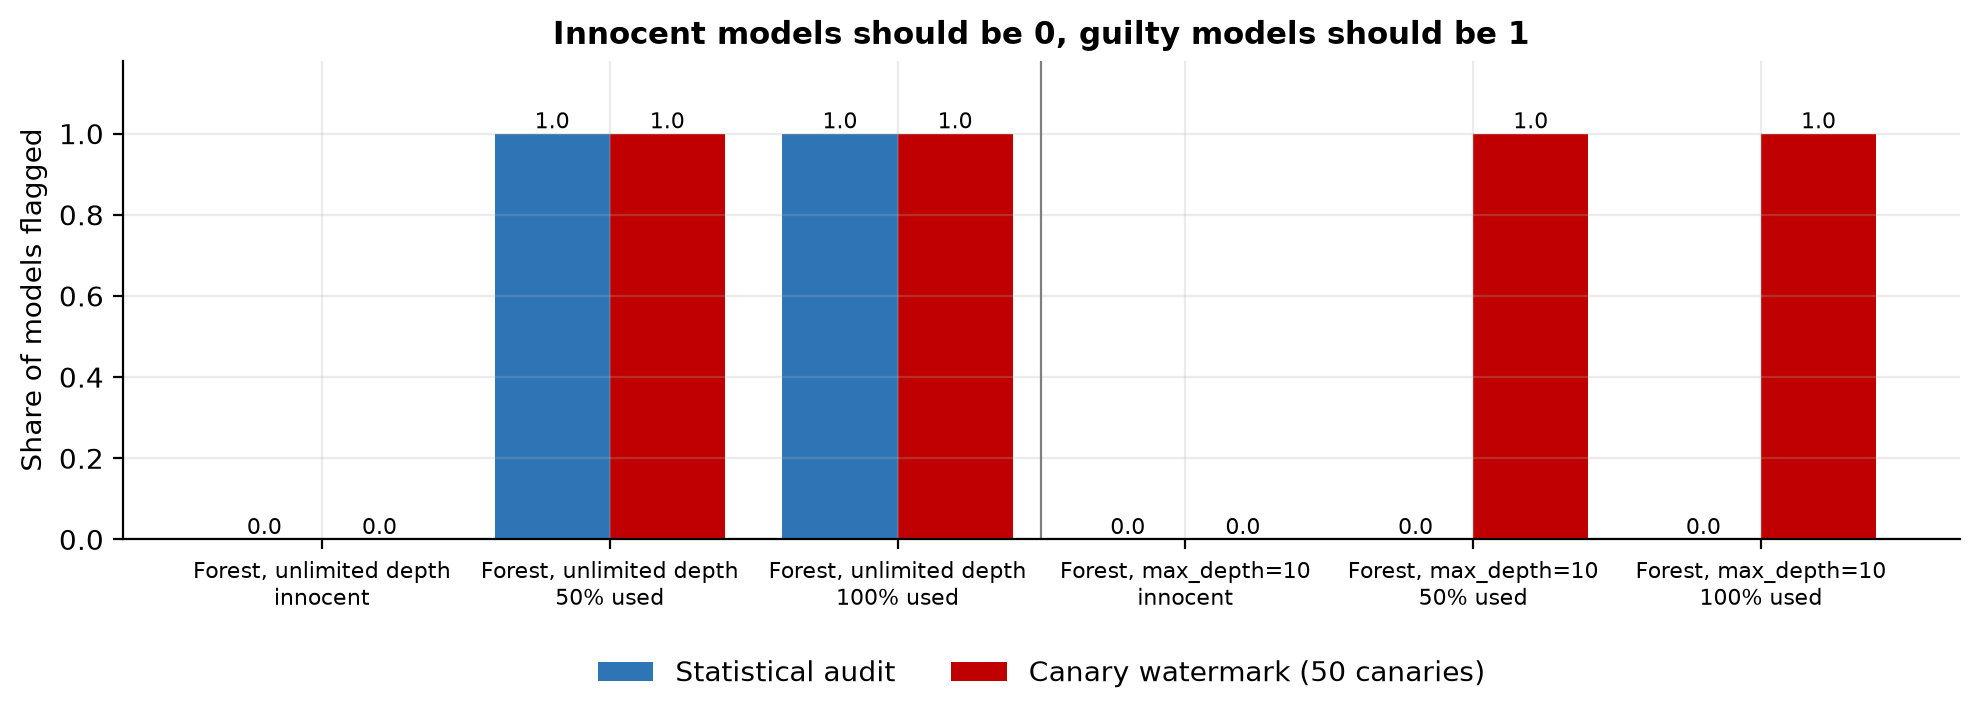 Innocent models should be 0, guilty models should be 1
Share of models flagged
1.0
0.8
0.6
0.4
0.2
0.0
0.0 0.0
1.0 1.0
1.0 1.0
0.0 0.0
0.0 1.0
0.0 1.0
Forest, unlimited depth
innocent
Forest, unlimited depth
50% used
Forest, unlimited depth
100% used
Forest, max_depth=10
innocent
Forest, max_depth=10
50% used
Forest, max_depth=10
100% used
Statistical audit
Canary watermark (50 canaries)